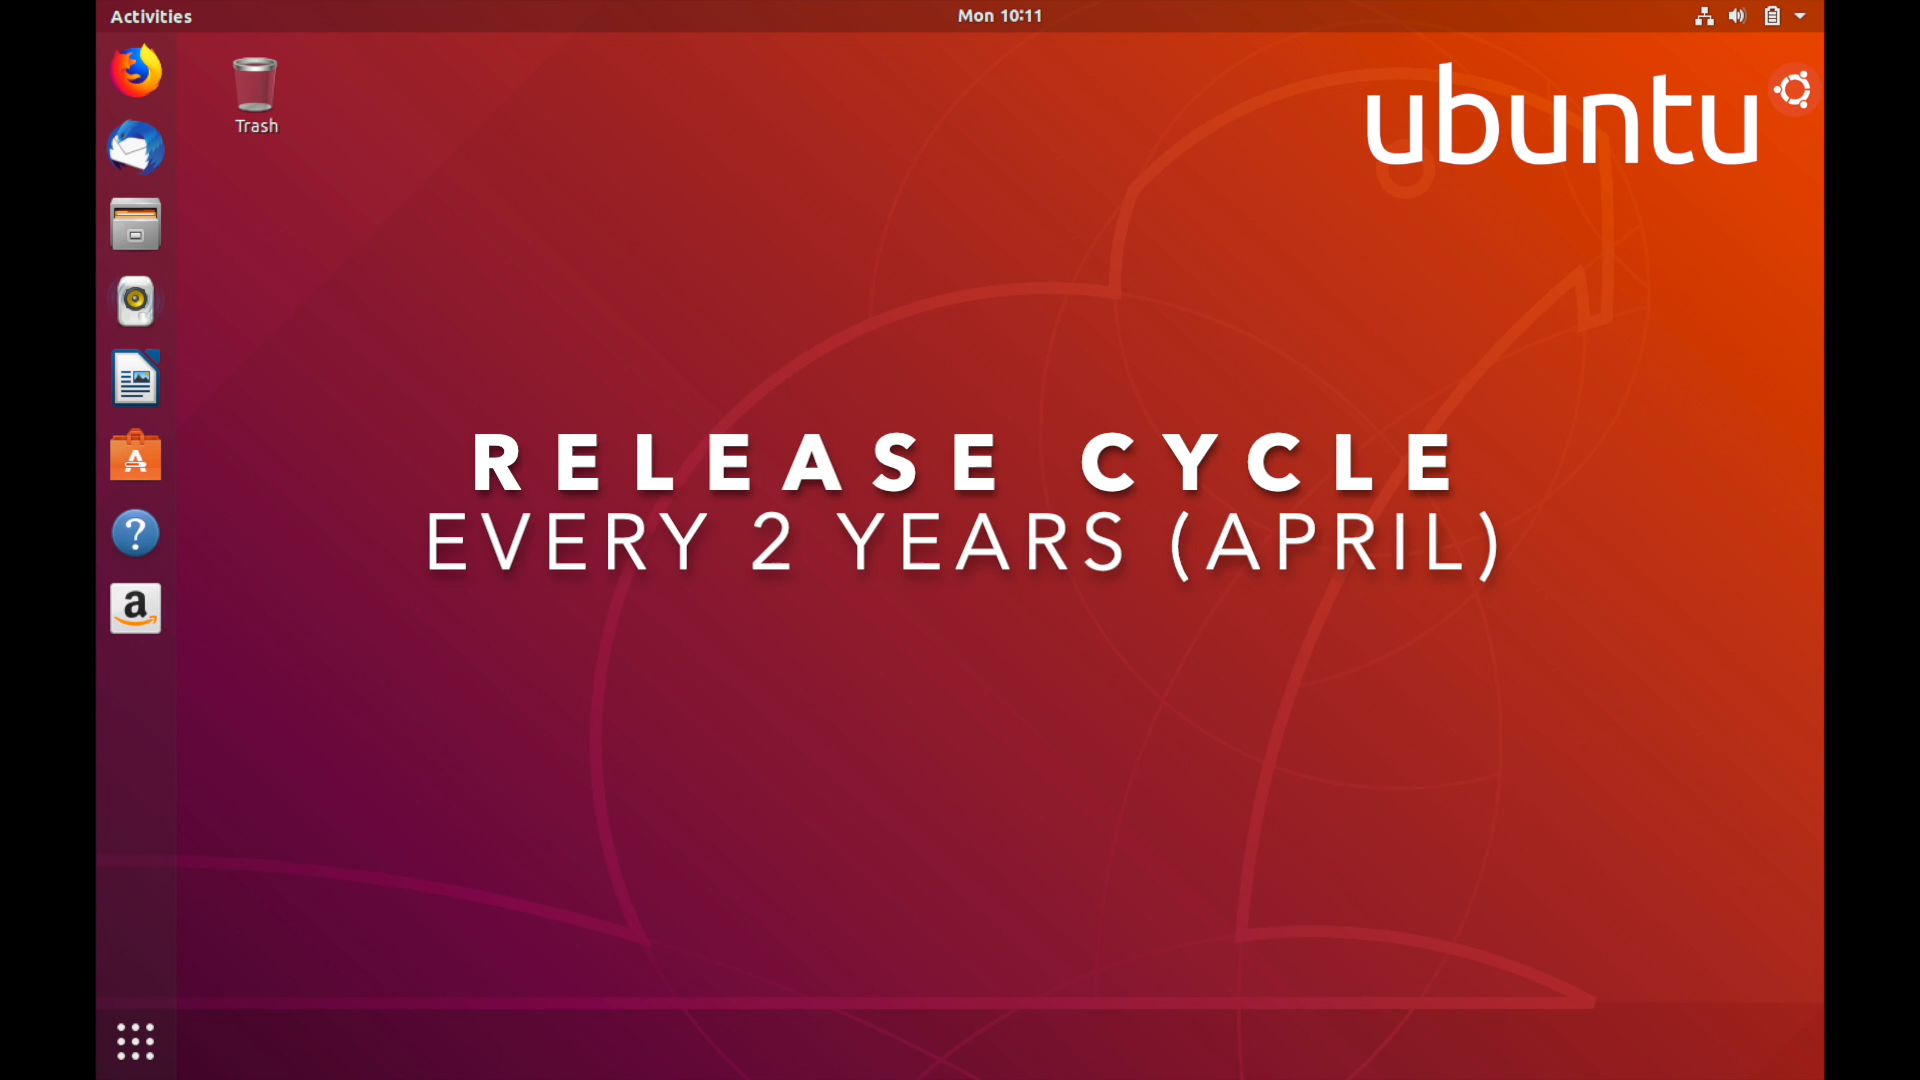 Activities
Mon 10:11
Trash
ubuntu
RELEASE CYCLE
EVERY 2 YEARS (APRIL)